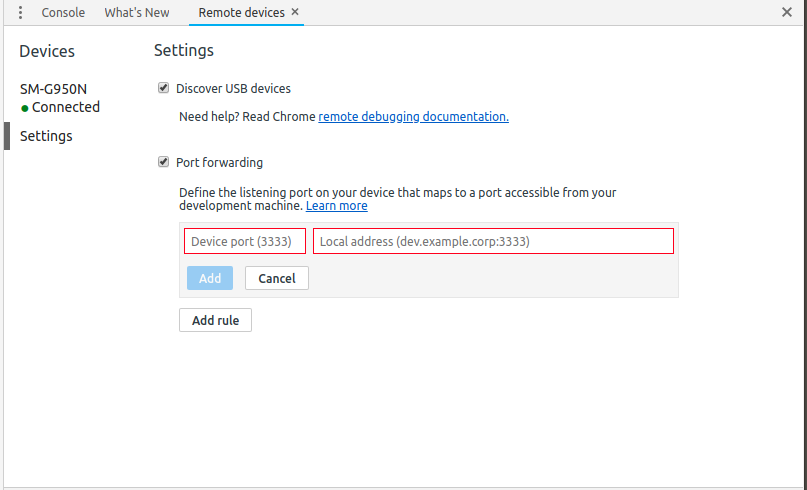 Console What's New Remote devices ×
Devices
Settings
SM-G950N
Connected
Settings
Discover USB devices
Need help? Read Chrome remote debugging documentation.
Port forwarding
Define the listening port on your device that maps to a port accessible from your
development machine. Learn more
Device port (3333) Local address (dev.example.corp:3333)
Add Cancel
Add rule